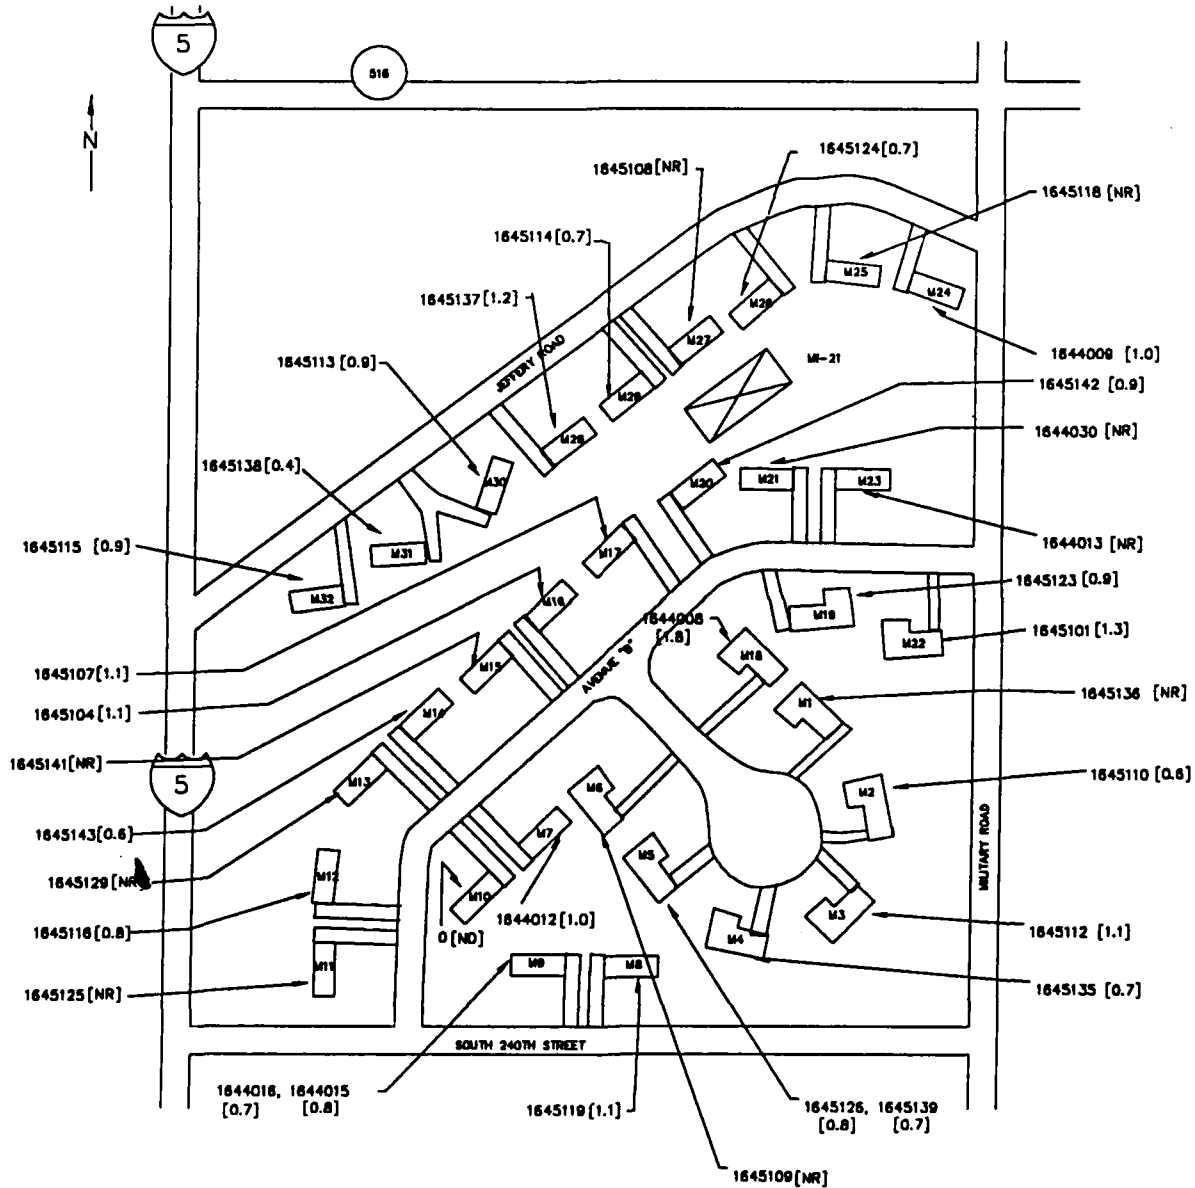 5
516
N
1645124[0.7]
1645108[NR]
1645118 [NR]
1645114[0.7]
M25
M24
1645137[1.2]
M26
M27
JEFFERY ROAD
MI-21
1644009 [1.0]
1645113 [0.9]
1645142 [0.9]
M29
M28
1644030 [NR]
1645138[0.4]
M30
M20
M21
M23
1645115 [0.9]
M31
M17
1644013 [NR]
1645123 [0.9]
M32
M16
M19
1644008
[1.8]
1645101 [1.3]
M22
M18
1645107[1.1]
M15
AVENUE "B"
1645136 [NR]
1645104[1.1]
M14
M1
1645141[NR]
5
M13
M6
M2
1645110 [0.6]
1645143[0.6]
M7
M5
MILITARY ROAD
1645129[NR]
M12
M10
M3
1645116[0.8]
1644012[1.0]
0[ND]
M4
1645112 [1.1]
M11
M9
M8
1645125[NR]
1645135 [0.7]
SOUTH 240TH STREET
1644016, 1644015
[0.7] [0.8]
1645119[1.1]
1645126, 1645139
[0.8] [0.7]
1645109[NR]